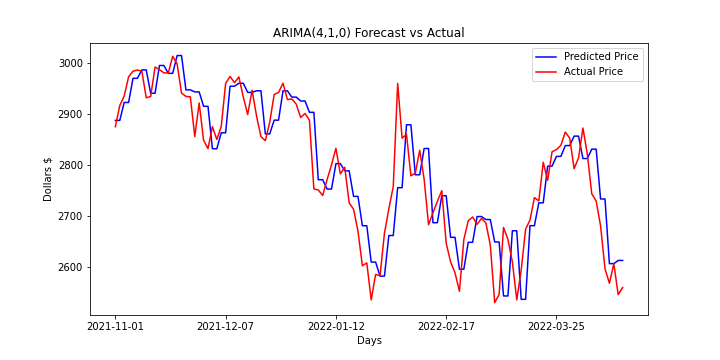 ARIMA(4,1,0) Forecast vs Actual
Predicted Price
Actual Price
3000
2900
2800
2700
2600
Dollars $
2021-11-01 2021-12-07 2022-01-12 2022-02-17 2022-03-25
Days